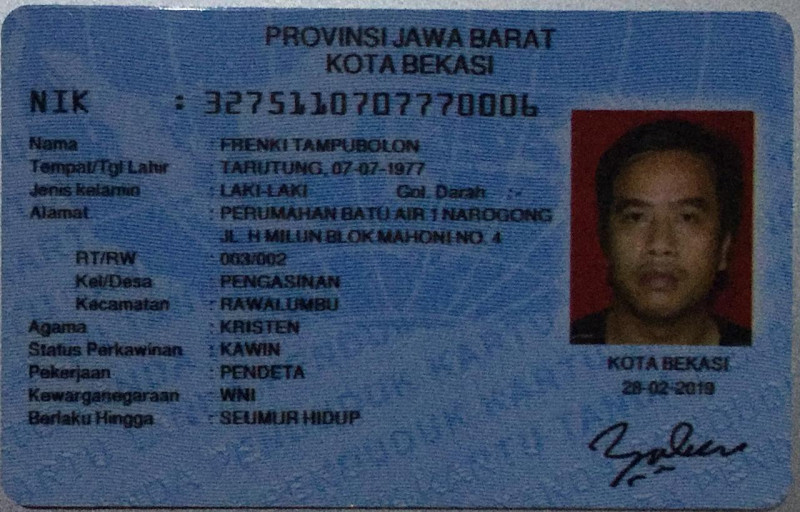 PROVINSI JAWA BARAT
KOTA BEKASI
NIK : 3275110707770006
Nama : FRENKI TAMPUBOLON
Tempat/Tgl Lahir : TARUTUNG, 07-07-1977
Jenis kelamin : LAKI-LAKI Gol. Darah :-
Alamat : PERUMAHAN BATU AIR 1 NAROGONG
JL. H MILUN BLOK MAHONI NO. 4
RT/RW : 003/002
Kel/Desa : PENGASINAN
Kecamatan : RAWALUMBU
Agama : KRISTEN
Status Perkawinan : KAWIN
Pekerjaan : PENDETA
Kewarganegaraan : WNI
Berlaku Hingga : SEUMUR HIDUP
KOTA BEKASI
28-02-2019